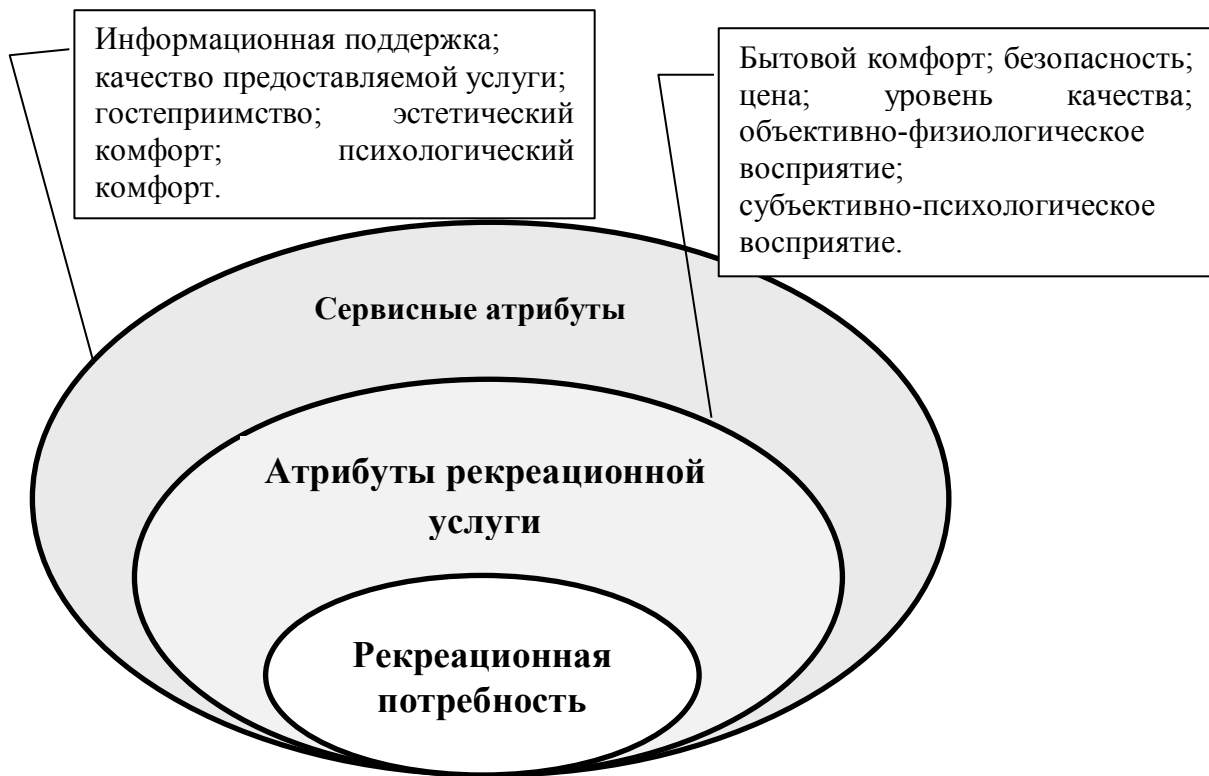 Информационная поддержка;
качество предоставляемой услуги;
гостеприимство; эстетический
комфорт; психологический
комфорт.
Бытовой комфорт; безопасность;
цена; уровень качества;
объективно-физиологическое
восприятие;
субъективно-психологическое
восприятие.
Сервисные атрибуты
Атрибуты рекреационной
услуги
Рекреационная
потребность